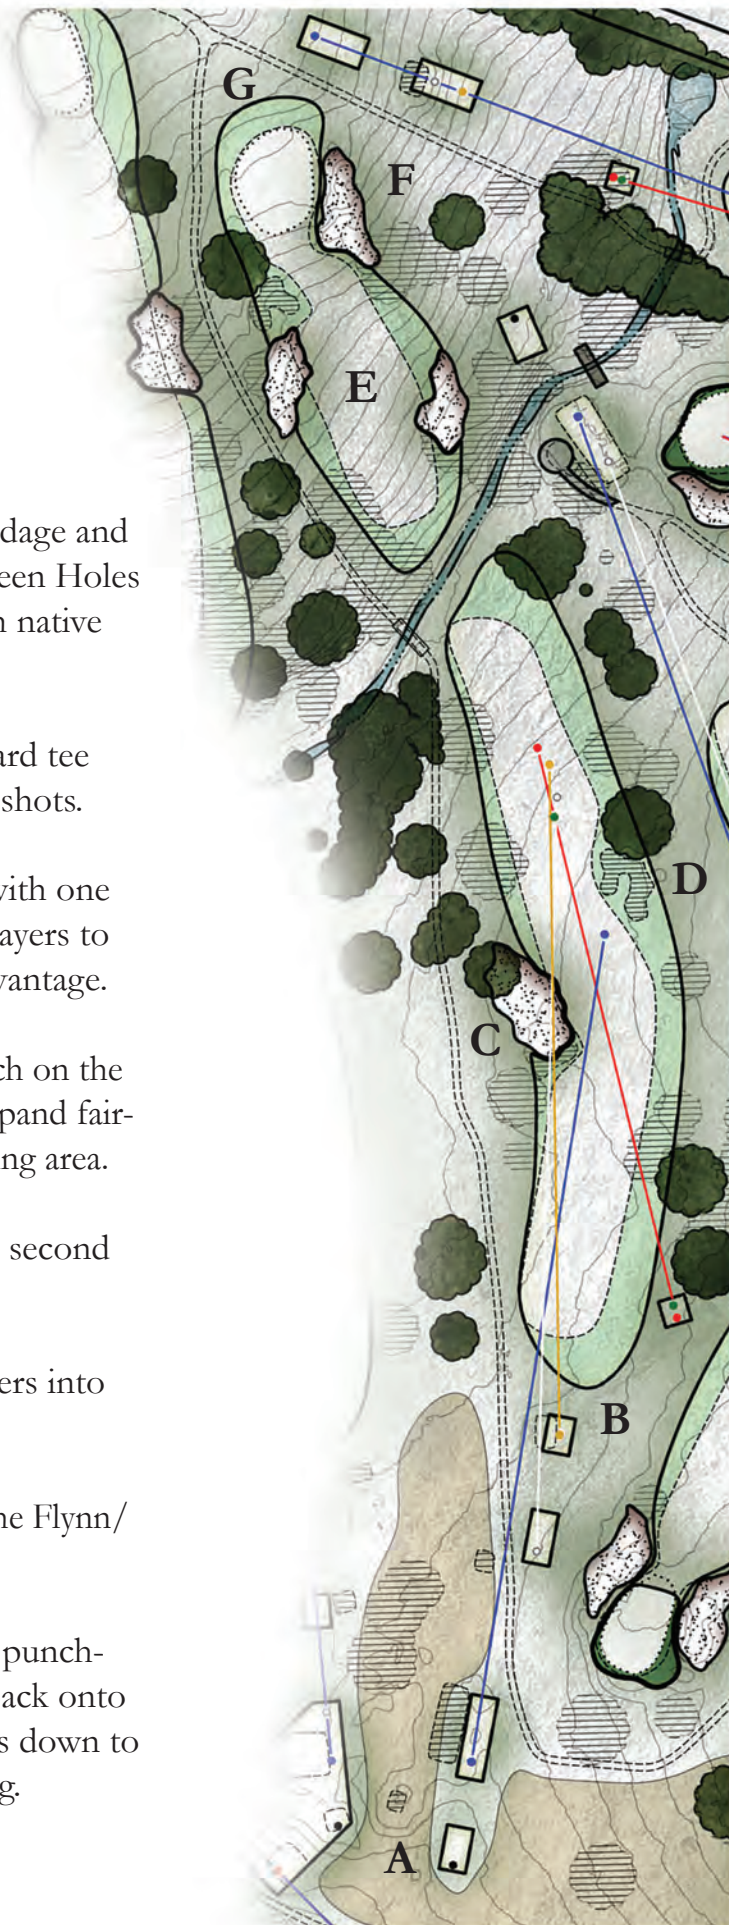 G
F
E
dage and
een Holes
n native
ard tee
shots.
with one
ayers to
D
vantage.
C
ch on the
pand fair-
ng area.
second
ers into
B
ne Flynn/
punch-
ack onto
s down to
g.
A